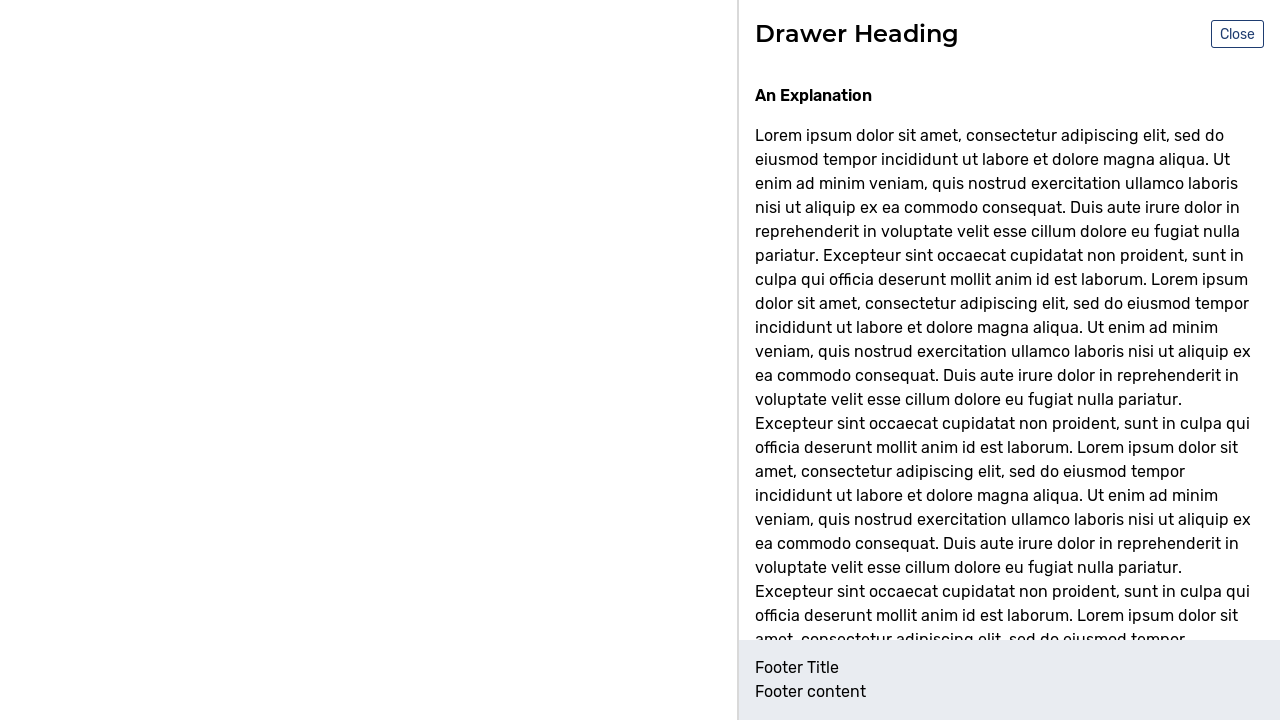 Drawer Heading
Close
An Explanation
Lorem ipsum dolor sit amet, consectetur adipiscing elit, sed do
eiusmod tempor incididunt ut labore et dolore magna aliqua. Ut
enim ad minim veniam, quis nostrud exercitation ullamco laboris
nisi ut aliquip ex ea commodo consequat. Duis aute irure dolor in
reprehenderit in voluptate velit esse cillum dolore eu fugiat nulla
pariatur. Excepteur sint occaecat cupidatat non proident, sunt in
culpa qui officia deserunt mollit anim id est laborum. Lorem ipsum
dolor sit amet, consectetur adipiscing elit, sed do eiusmod tempor
incididunt ut labore et dolore magna aliqua. Ut enim ad minim
veniam, quis nostrud exercitation ullamco laboris nisi ut aliquip ex
ea commodo consequat. Duis aute irure dolor in reprehenderit in
voluptate velit esse cillum dolore eu fugiat nulla pariatur.
Excepteur sint occaecat cupidatat non proident, sunt in culpa qui
officia deserunt mollit anim id est laborum. Lorem ipsum dolor sit
amet, consectetur adipiscing elit, sed do eiusmod tempor
incididunt ut labore et dolore magna aliqua. Ut enim ad minim
veniam, quis nostrud exercitation ullamco laboris nisi ut aliquip ex
ea commodo consequat. Duis aute irure dolor in reprehenderit in
voluptate velit esse cillum dolore eu fugiat nulla pariatur.
Excepteur sint occaecat cupidatat non proident, sunt in culpa qui
officia deserunt mollit anim id est laborum. Lorem ipsum dolor sit
amet, consectetur adipiscing elit, sed do eiusmod tempor
Footer Title
Footer content